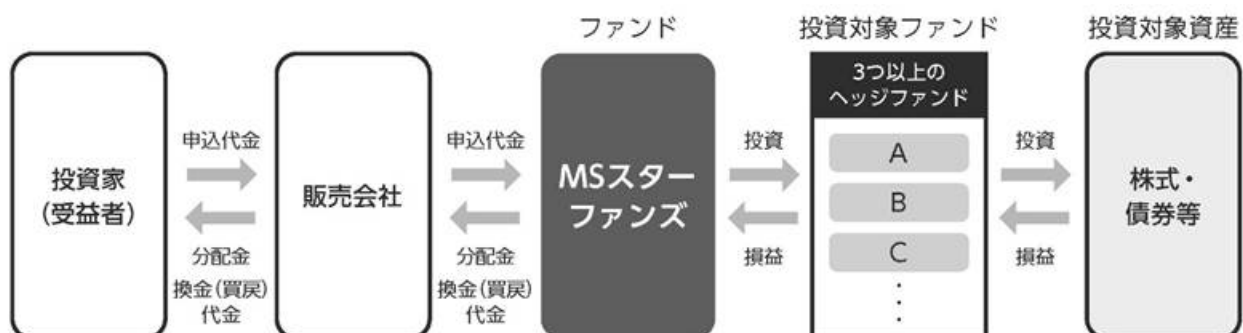 ファンド
投資対象ファンド
投資対象資産
投資家
(受益者)
申込代金
分配金
換金(買戻)
代金
販売会社
申込代金
分配金
換金(買戻)
代金
MSスター
ファンズ
投資
損益
3つ以上の
ヘッジファンド
A
B
C
⋮
投資
損益
株式・
債券等